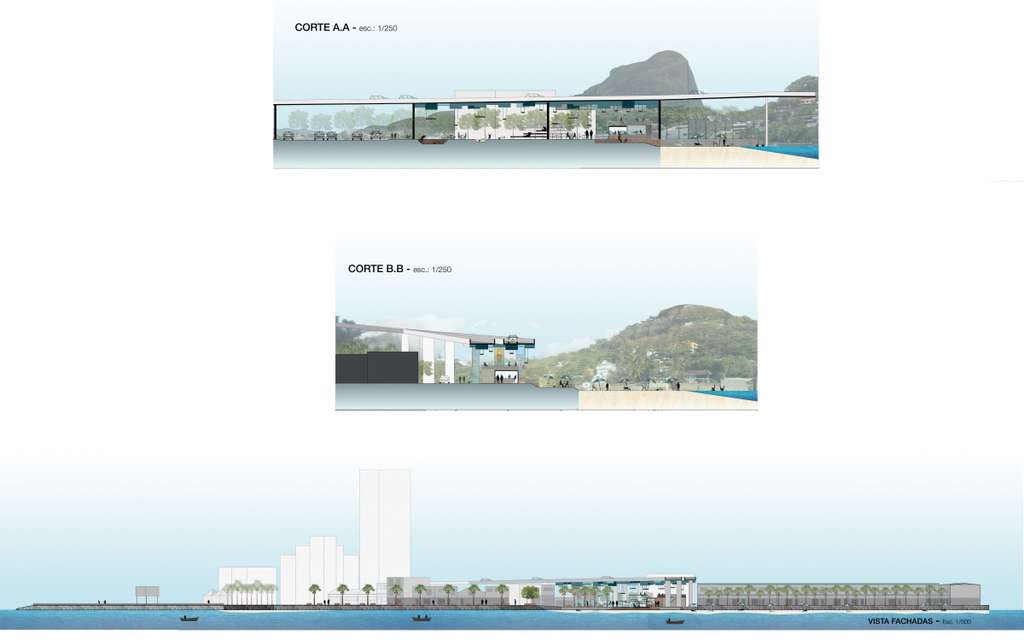 CORTE A.A - esc.: 1/250
CORTE B.B - esc.: 1/250
VISTA FACHADAS - Esc. 1/500